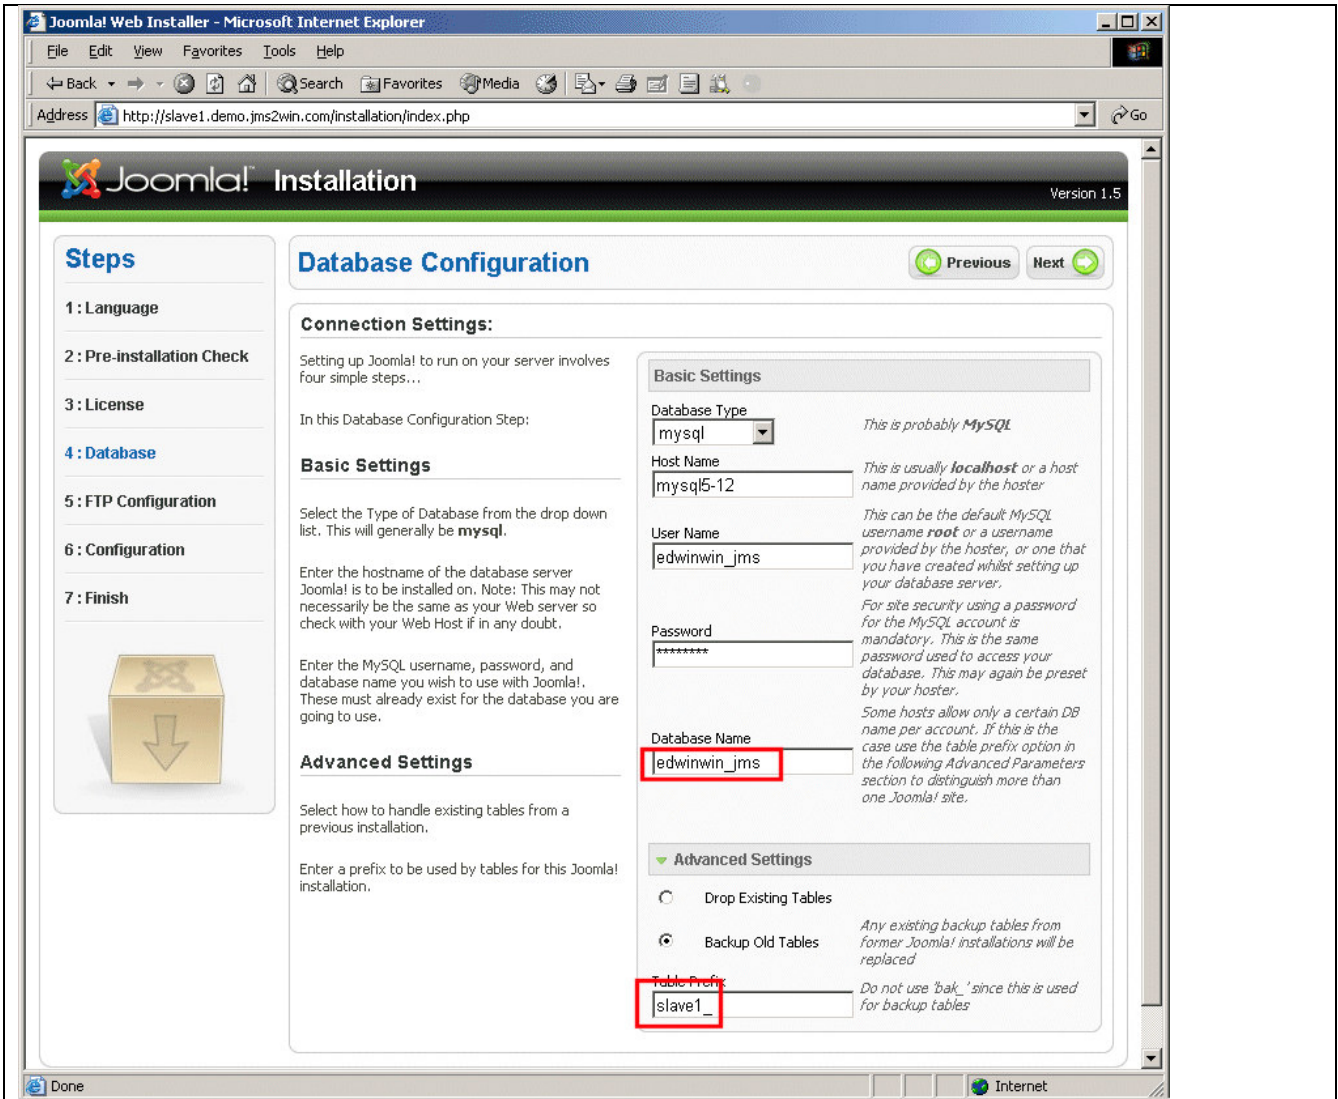 Joomla! Web Installer - Microsoft Internet Explorer
File Edit View Favorites Tools Help
Back Search Favorites Media
Address http://slave1.demo.jms2win.com/installation/index.php Go
Joomla!™ Installation
Version 1.5
Steps
1 : Language
2 : Pre-installation Check
3 : License
4 : Database
5 : FTP Configuration
6 : Configuration
7 : Finish
Database Configuration
Previous Next
Connection Settings:
Setting up Joomla! to run on your server involves
four simple steps...
In this Database Configuration Step:
Basic Settings
Select the Type of Database from the drop down
list. This will generally be mysql.
Enter the hostname of the database server
Joomla! is to be installed on. Note: This may not
necessarily be the same as your Web server so
check with your Web Host if in any doubt.
Enter the MySQL username, password, and
database name you wish to use with Joomla!.
These must already exist for the database you are
going to use.
Advanced Settings
Select how to handle existing tables from a
previous installation.
Enter a prefix to be used by tables for this Joomla!
installation.
Basic Settings
Database Type
mysql
This is probably MySQL
Host Name
mysql5-12
This is usually localhost or a host
name provided by the hoster
User Name
edwinwin_jms
This can be the default MySQL
username root or a username
provided by the hoster, or one that
you have created whilst setting up
your database server.
Password
********
For site security using a password
for the MySQL account is
mandatory. This is the same
password used to access your
database. This may again be preset
by your hoster.
Database Name
edwinwin_jms
Some hosts allow only a certain DB
name per account. If this is the
case use the table prefix option in
the following Advanced Parameters
section to distinguish more than
one Joomla! site.
Advanced Settings
Drop Existing Tables
Backup Old Tables
Any existing backup tables from
former Joomla! installations will be
replaced
Table Prefix
slave1_
Do not use 'bak_' since this is used
for backup tables
Done Internet